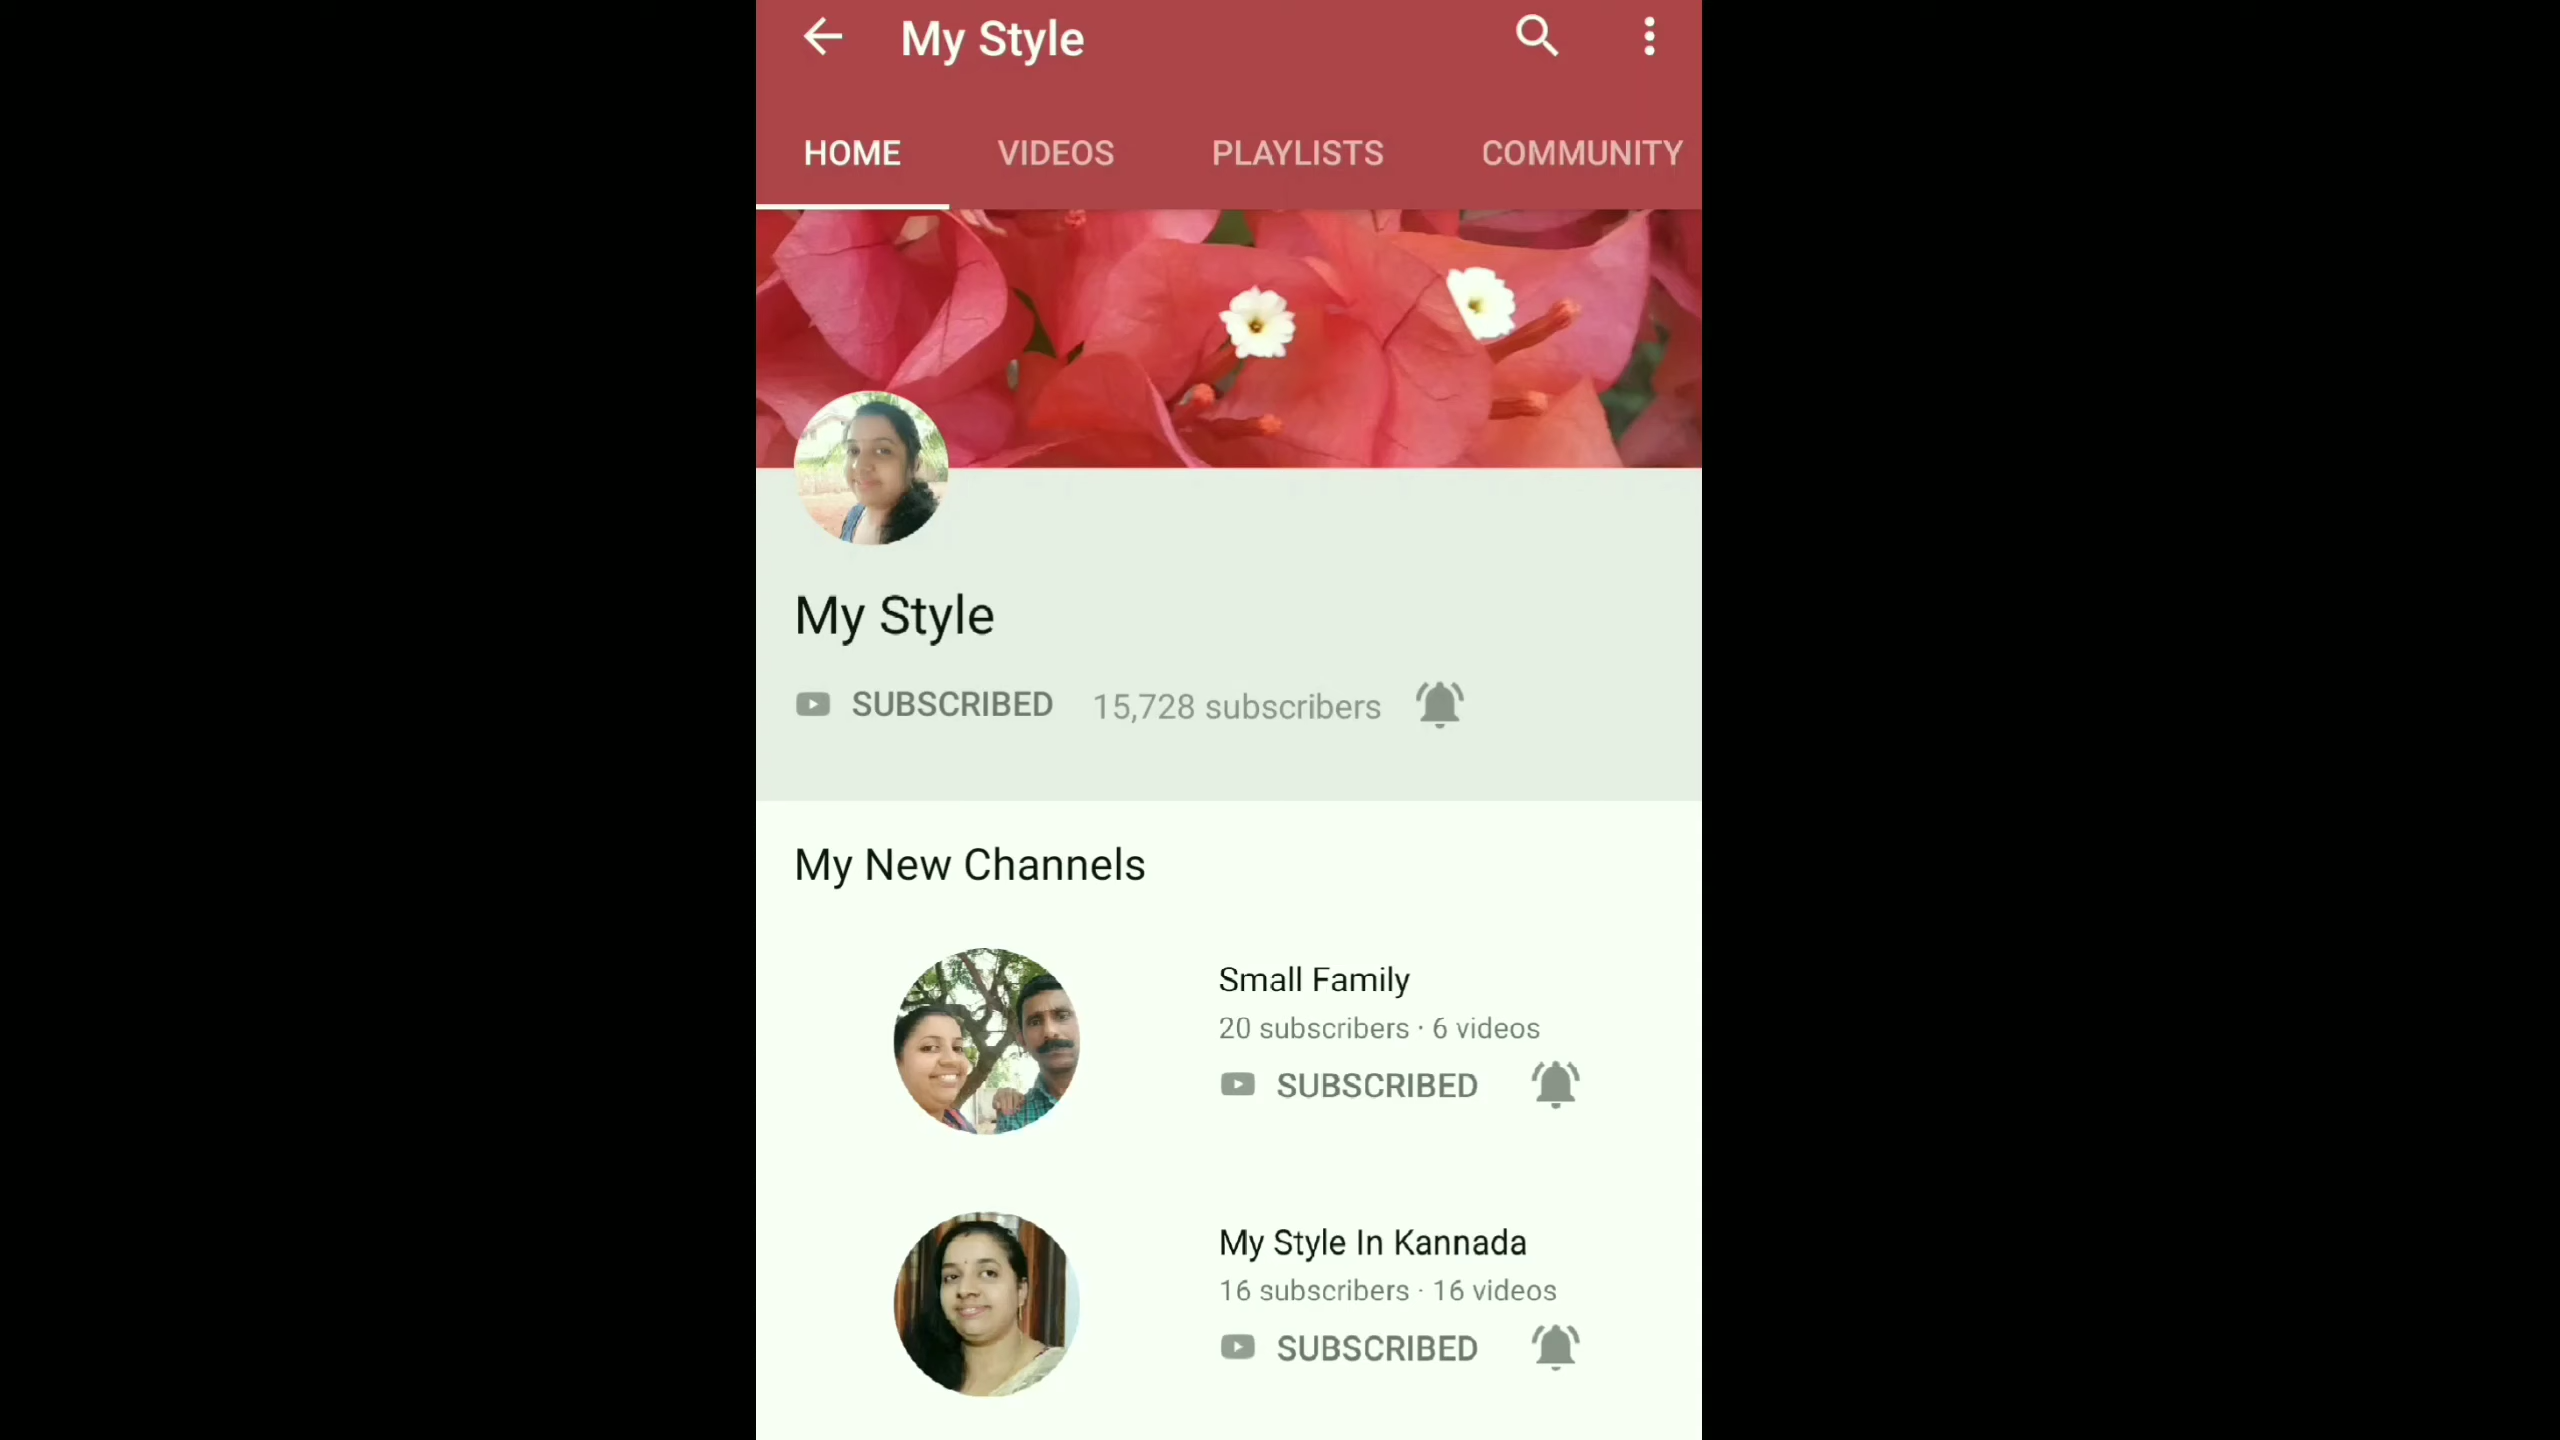 My Style
HOME VIDEOS PLAYLISTS COMMUNITY
My Style
SUBSCRIBED 15,728 subscribers
My New Channels
Small Family
20 subscribers · 6 videos
SUBSCRIBED
My Style In Kannada
16 subscribers · 16 videos
SUBSCRIBED